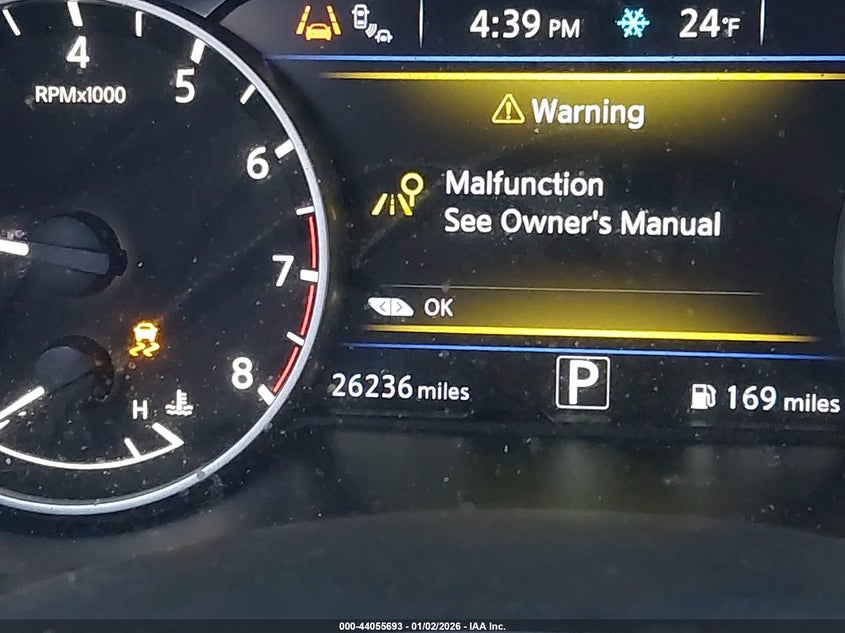 4:39 PM
24°F
4
RPMx1000
5
6
7
8
H
Warning
Malfunction
See Owner's Manual
OK
26236 miles
P
169 miles
000-44055693 - 01/02/2026 - IAA Inc.